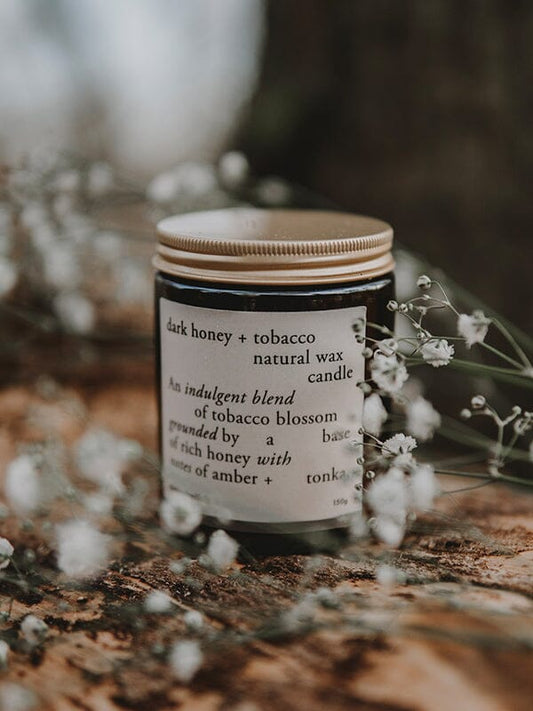 dark honey + tobacco
natural wax
candle
An indulgent blend
of tobacco blossom
grounded by a base
of rich honey with
notes of amber + tonka
150g